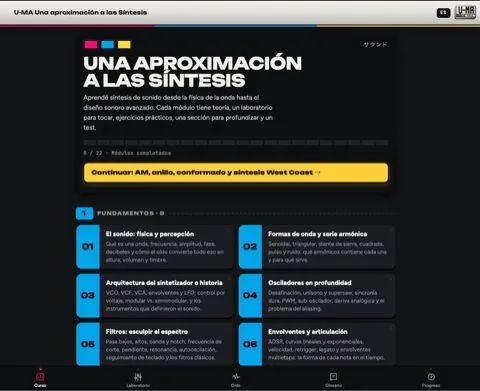 U-MA Una aproximación a las Síntesis
ES
U-MA
サウンド
UNA APROXIMACIÓN
A LAS SÍNTESIS
Aprendé síntesis de sonido desde la física de la onda hasta el
diseño sonoro avanzado. Cada módulo tiene teoría, un laboratorio
para tocar, ejercicios prácticos, una sección para profundizar y un
test.
0 / 22 · Módulos completados
Continuar: AM, anillo, conformado y síntesis West Coast →
1
FUNDAMENTOS · 6
01
El sonido: física y percepción
Qué es una onda, frecuencia, amplitud, fase,
decibeles y cómo el oído convierte todo eso en
altura, volumen y timbre.
02
Formas de onda y serie armónica
Senoidal, triangular, diente de sierra, cuadrada,
pulso y ruido: qué armónicos contiene cada una
y para qué sirve.
03
Arquitectura del sintetizador e historia
VCO, VCF, VCA, envolventes y LFO; control por
voltaje, modular vs. semimodular, y los
instrumentos que definieron el sonido.
04
Osciladores en profundidad
Desafinación, unísono y supersaw, sincronía
dura, PWM, sub oscilador, deriva analógica y el
problema del aliasing.
05
Filtros: esculpir el espectro
Pasa bajos, altos, banda y notch, frecuencia de
corte, pendiente, resonancia, autooscilación,
seguimiento de teclado y los filtros clásicos.
06
Envolventes y articulación
ADSR, curvas lineales y exponenciales,
velocidad, retrigger, legato y envolventes
multietapa: la forma de cada nota en el tiempo.
Curso
Laboratorio
Oído
Glosario
Progreso